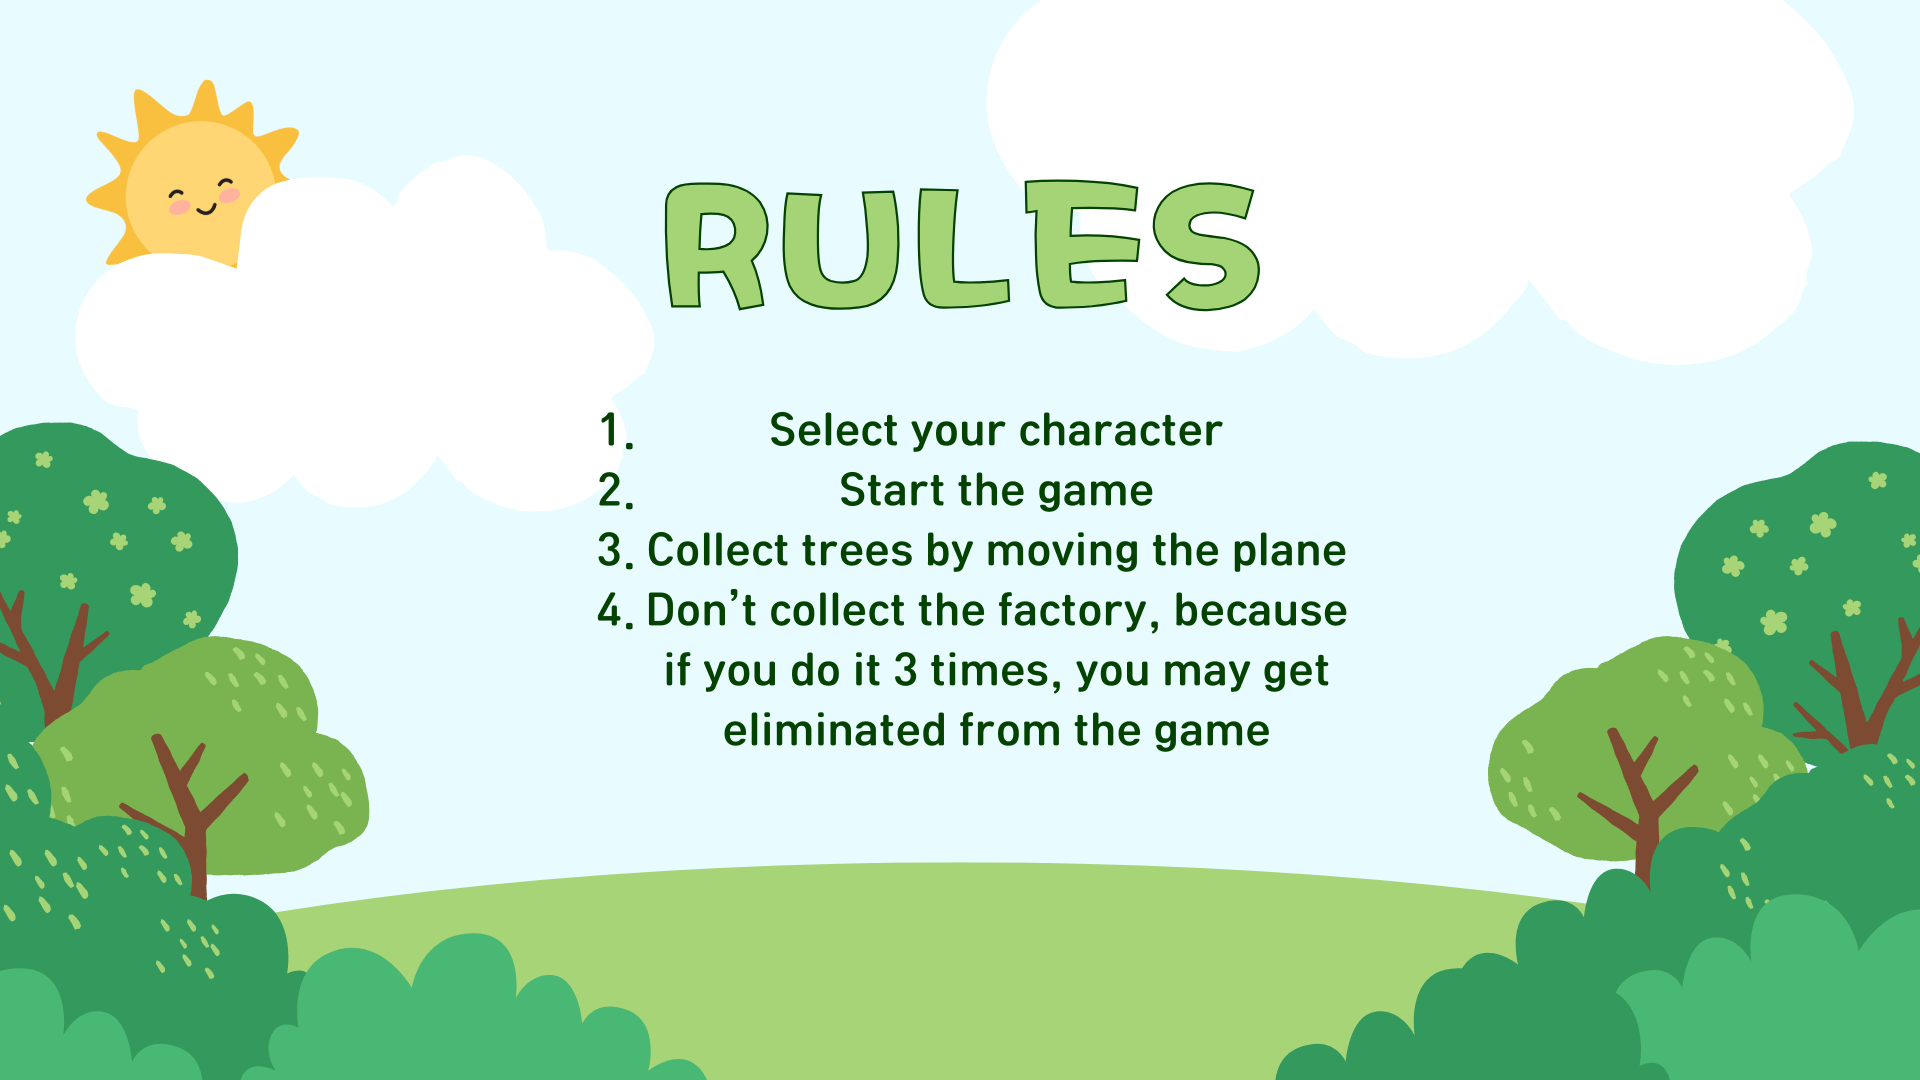 RULES
1. Select your character
2. Start the game
3. Collect trees by moving the plane
4. Don’t collect the factory, because
if you do it 3 times, you may get
eliminated from the game